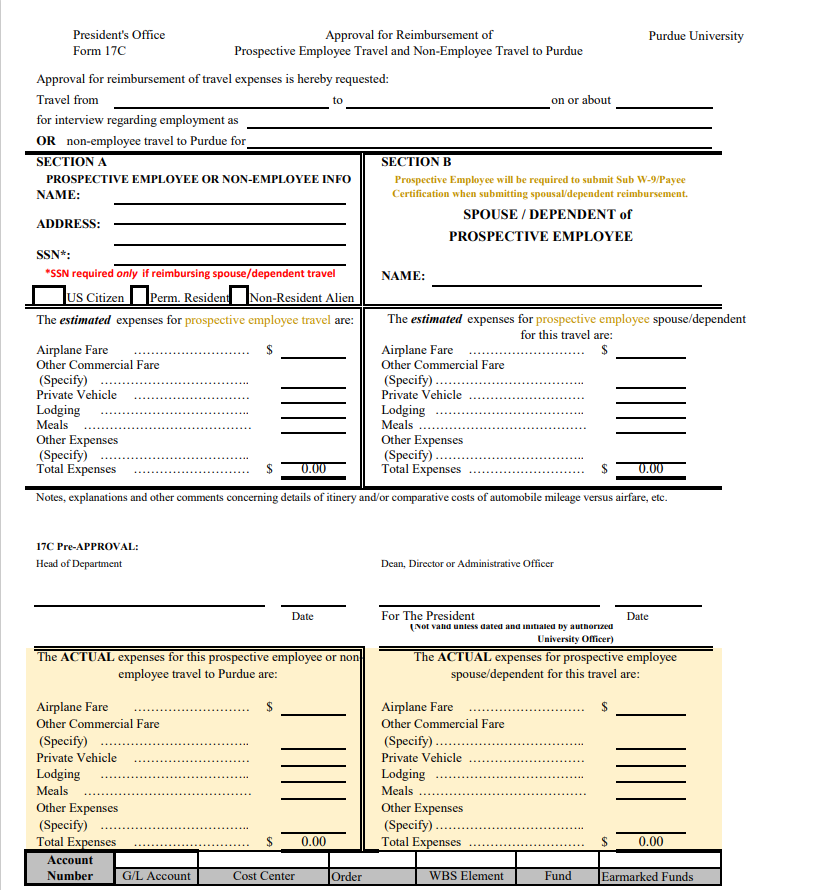 President's Office Approval for Reimbursement of Purdue University
Form 17C Prospective Employee Travel and Non-Employee Travel to Purdue
Approval for reimbursement of travel expenses is hereby requested:
Travel from to on or about
for interview regarding employment as
OR non-employee travel to Purdue for
SECTION A
PROSPECTIVE EMPLOYEE OR NON-EMPLOYEE INFO
NAME:
ADDRESS:
SSN*:
*SSN required only if reimbursing spouse/dependent travel
US Citizen Perm. Resident Non-Resident Alien
SECTION B
Prospective Employee will be required to submit Sub W-9/Payee
Certification when submitting spousal/dependent reimbursement.
SPOUSE / DEPENDENT of
PROSPECTIVE EMPLOYEE
NAME:
The estimated expenses for prospective employee travel are:
Airplane Fare ………………………. $
Other Commercial Fare
(Specify) ……………………………..
Private Vehicle ……………………….
Lodging ……………………………..
Meals …………………………………
Other Expenses
(Specify) ……………………………..
Total Expenses ………………………. $ 0.00
The estimated expenses for prospective employee spouse/dependent
for this travel are:
Airplane Fare ………………………. $
Other Commercial Fare
(Specify) ……………………………..
Private Vehicle ……………………….
Lodging ……………………………..
Meals …………………………………
Other Expenses
(Specify) ……………………………..
Total Expenses ………………………. $ 0.00
Notes, explanations and other comments concerning details of itinery and/or comparative costs of automobile mileage versus airfare, etc.
17C Pre-APPROVAL:
Head of Department Dean, Director or Administrative Officer
Date For The President Date
(Not valid unless dated and initialed by authorized
University Officer)
The ACTUAL expenses for this prospective employee or non-
employee travel to Purdue are:
Airplane Fare ………………………. $
Other Commercial Fare
(Specify) ……………………………..
Private Vehicle ……………………….
Lodging ……………………………..
Meals …………………………………
Other Expenses
(Specify) ……………………………..
Total Expenses ………………………. $ 0.00
The ACTUAL expenses for prospective employee
spouse/dependent for this travel are:
Airplane Fare ………………………. $
Other Commercial Fare
(Specify) ……………………………..
Private Vehicle ……………………….
Lodging ……………………………..
Meals …………………………………
Other Expenses
(Specify) ……………………………..
Total Expenses ………………………. $ 0.00
Account
Number G/L Account Cost Center Order WBS Element Fund Earmarked Funds